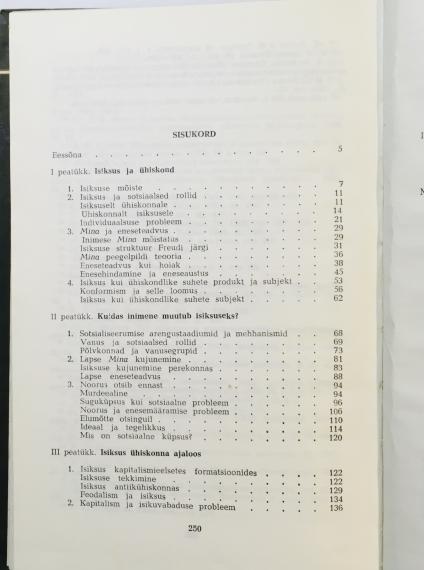 SISUKORD
Eessõna . . . . . . . . . . . . . . . 5
I peatükk. Isiksus ja ühiskond
1. Isiksuse mõiste . . . . . . . . . 7
2. Isiksus ja sotsiaalsed rollid . . . . . . . 11
Isiksuselt ühiskonnale . . . . . . . . 11
Ühiskonnalt isiksusele . . . . . . . . 14
Individuaalsuse probleem . . . . . . . 21
3. Mina ja eneseteadvus . . . . . . . . 29
Inimese Mina mõistatus . . . . . . . 29
Isiksuse struktuur Freudi järgi . . . . . . 31
Mina peegelpildi teooria . . . . . . . 36
Eneseteadvus kui hoiak . . . . . . . 38
Enesehindamine ja eneseaustus . . . . . . 45
4. Isiksus kui ühiskondlike suhete produkt ja subjekt . . 53
Konformism ja selle loomus . . . . . . . 56
Isiksus kui ühiskondlike suhete subjekt . . . . 62
II peatükk. Kuidas inimene muutub isiksuseks?
1. Sotsialiseerumise arengustaadiumid ja mehhanismid . . 68
Vanus ja sotsiaalsed rollid . . . . . . . 69
Põlvkonnad ja vanusegrupid . . . . . . 73
2. Lapse Mina kujunemine . . . . . . . 81
Isiksuse kujunemine perekonnas . . . . . 83
Lapse eneseteadvus . . . . . . . . 88
3. Noorus otsib ennast . . . . . . . . 94
Murdeealine . . . . . . . . . 94
Suguküpsus kui sotsiaalne probleem . . . . . 96
Noorus ja enesemääramise probleem . . . . . 106
Elumõtte otsinguil . . . . . . . . 110
Ideaal ja tegelikkus . . . . . . . . 114
Mis on sotsiaalne küpsus? . . . . . . . 120
III peatükk. Isiksus ühiskonna ajaloos
1. Isiksus kapitalismieelsetes formatsioonides . . . . 122
Isiksuse tekkimine . . . . . . . . 122
Isiksus antiikühiskonnas . . . . . . . 129
Feodalism ja isiksus . . . . . . . . 134
2. Kapitalism ja isikuvabaduse probleem . . . . . 136
250